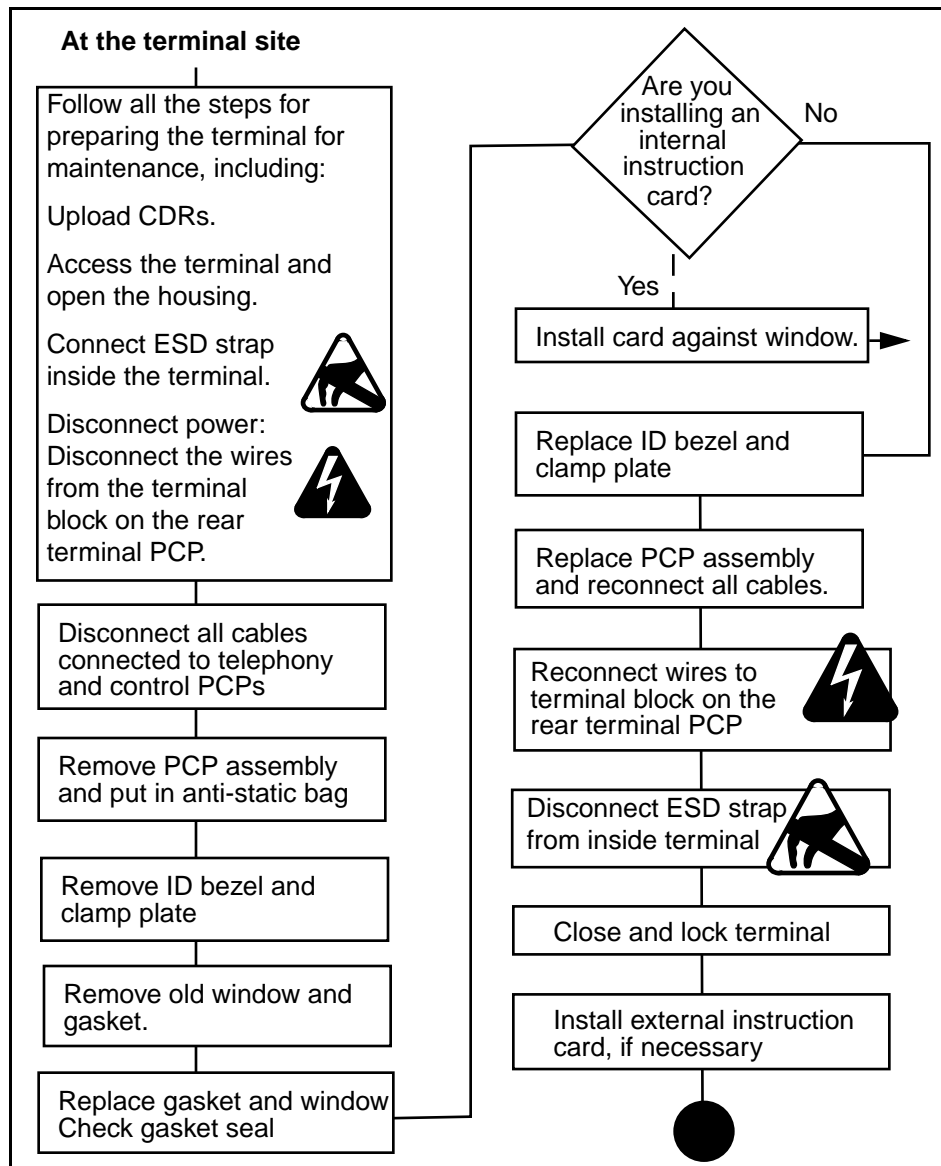 At the terminal site
Follow all the steps for
preparing the terminal for
maintenance, including:
Upload CDRs.
Access the terminal and
open the housing.
Connect ESD strap
inside the terminal.
Disconnect power:
Disconnect the wires
from the terminal
block on the rear
terminal PCP.
Disconnect all cables
connected to telephony
and control PCPs
Remove PCP assembly
and put in anti-static bag
Remove ID bezel and
clamp plate
Remove old window and
gasket.
Replace gasket and window
Check gasket seal
Are you
installing an
internal
instruction
card?
No
Yes
Install card against window.
Replace ID bezel and
clamp plate
Replace PCP assembly
and reconnect all cables.
Reconnect wires to
terminal block on the
rear terminal PCP
Disconnect ESD strap
from inside terminal
Close and lock terminal
Install external instruction
card, if necessary